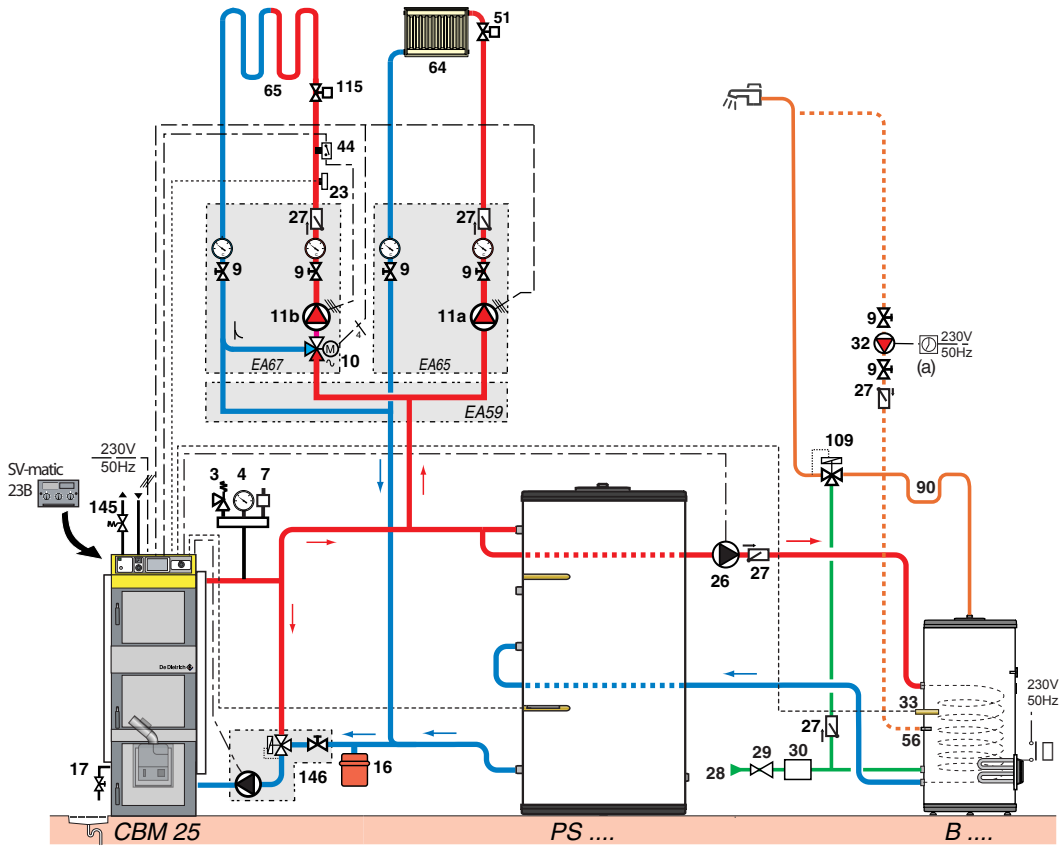 51
64
65
115
44
23
27
27
9
9
9
9
11b
11a
M
~
4
10
EA67
EA65
EA59
9
32
230V
50Hz
(a)
9
27
109
90
230V
50Hz
SV-matic
23B
145
3
4
7
26
27
De Dietrich
33
230V
50Hz
56
27
17
146
16
28
29
30
CBM 25
PS ....
B ....